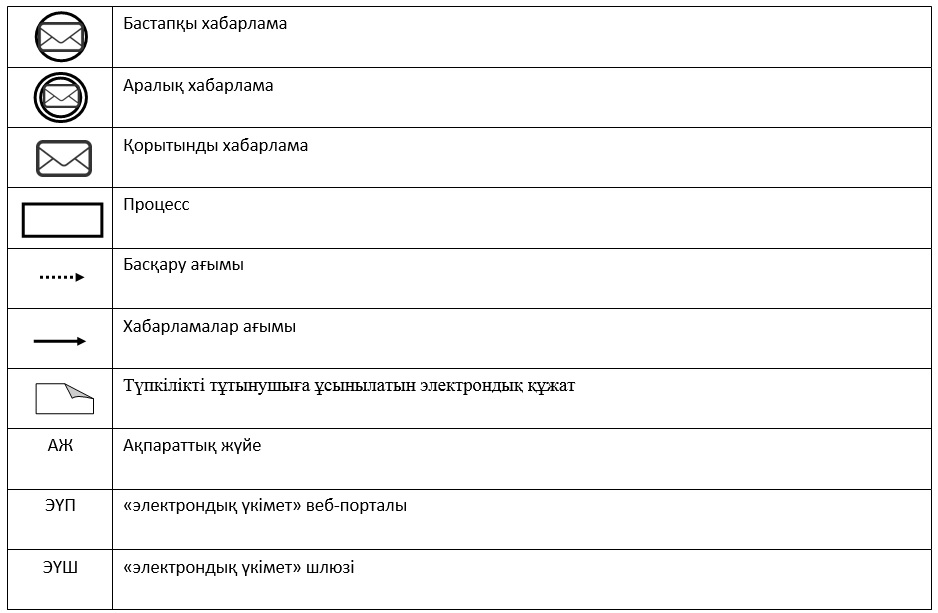 Бастапқы хабарлама
Аралық хабарлама
Қорытынды хабарлама
Процесс
Басқару ағымы
Хабарламалар ағымы
Түпкілікті тұтынушыға ұсынылатын электрондық құжат
АЖ Ақпараттық жүйе
ЭҮП «электрондық үкімет» веб-порталы
ЭҮШ «электрондық үкімет» шлюзі